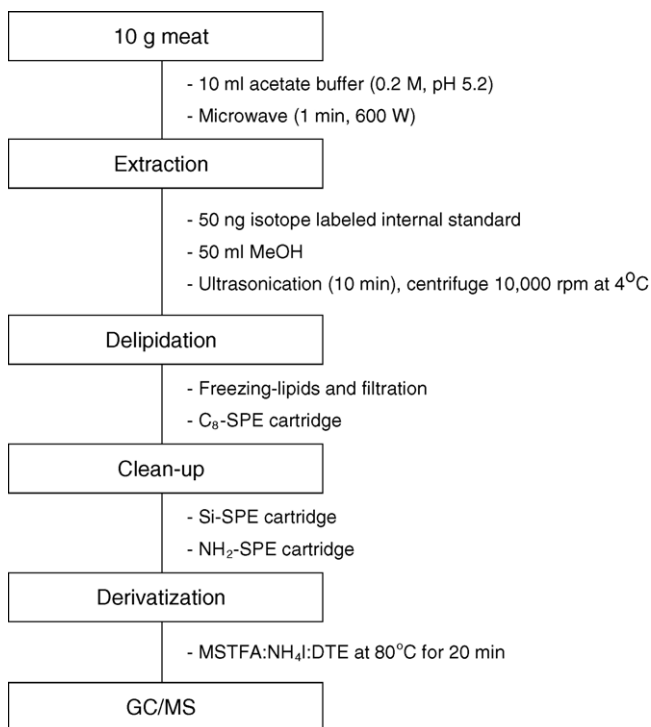 10 g meat
- 10 ml acetate buffer (0.2 M, pH 5.2)
- Microwave (1 min, 600 W)
Extraction
- 50 ng isotope labeled internal standard
- 50 ml MeOH
- Ultrasonication (10 min), centrifuge 10,000 rpm at 4°C
Delipidation
- Freezing-lipids and filtration
- C₈-SPE cartridge
Clean-up
- Si-SPE cartridge
- NH₂-SPE cartridge
Derivatization
- MSTFA:NH₄I:DTE at 80°C for 20 min
GC/MS